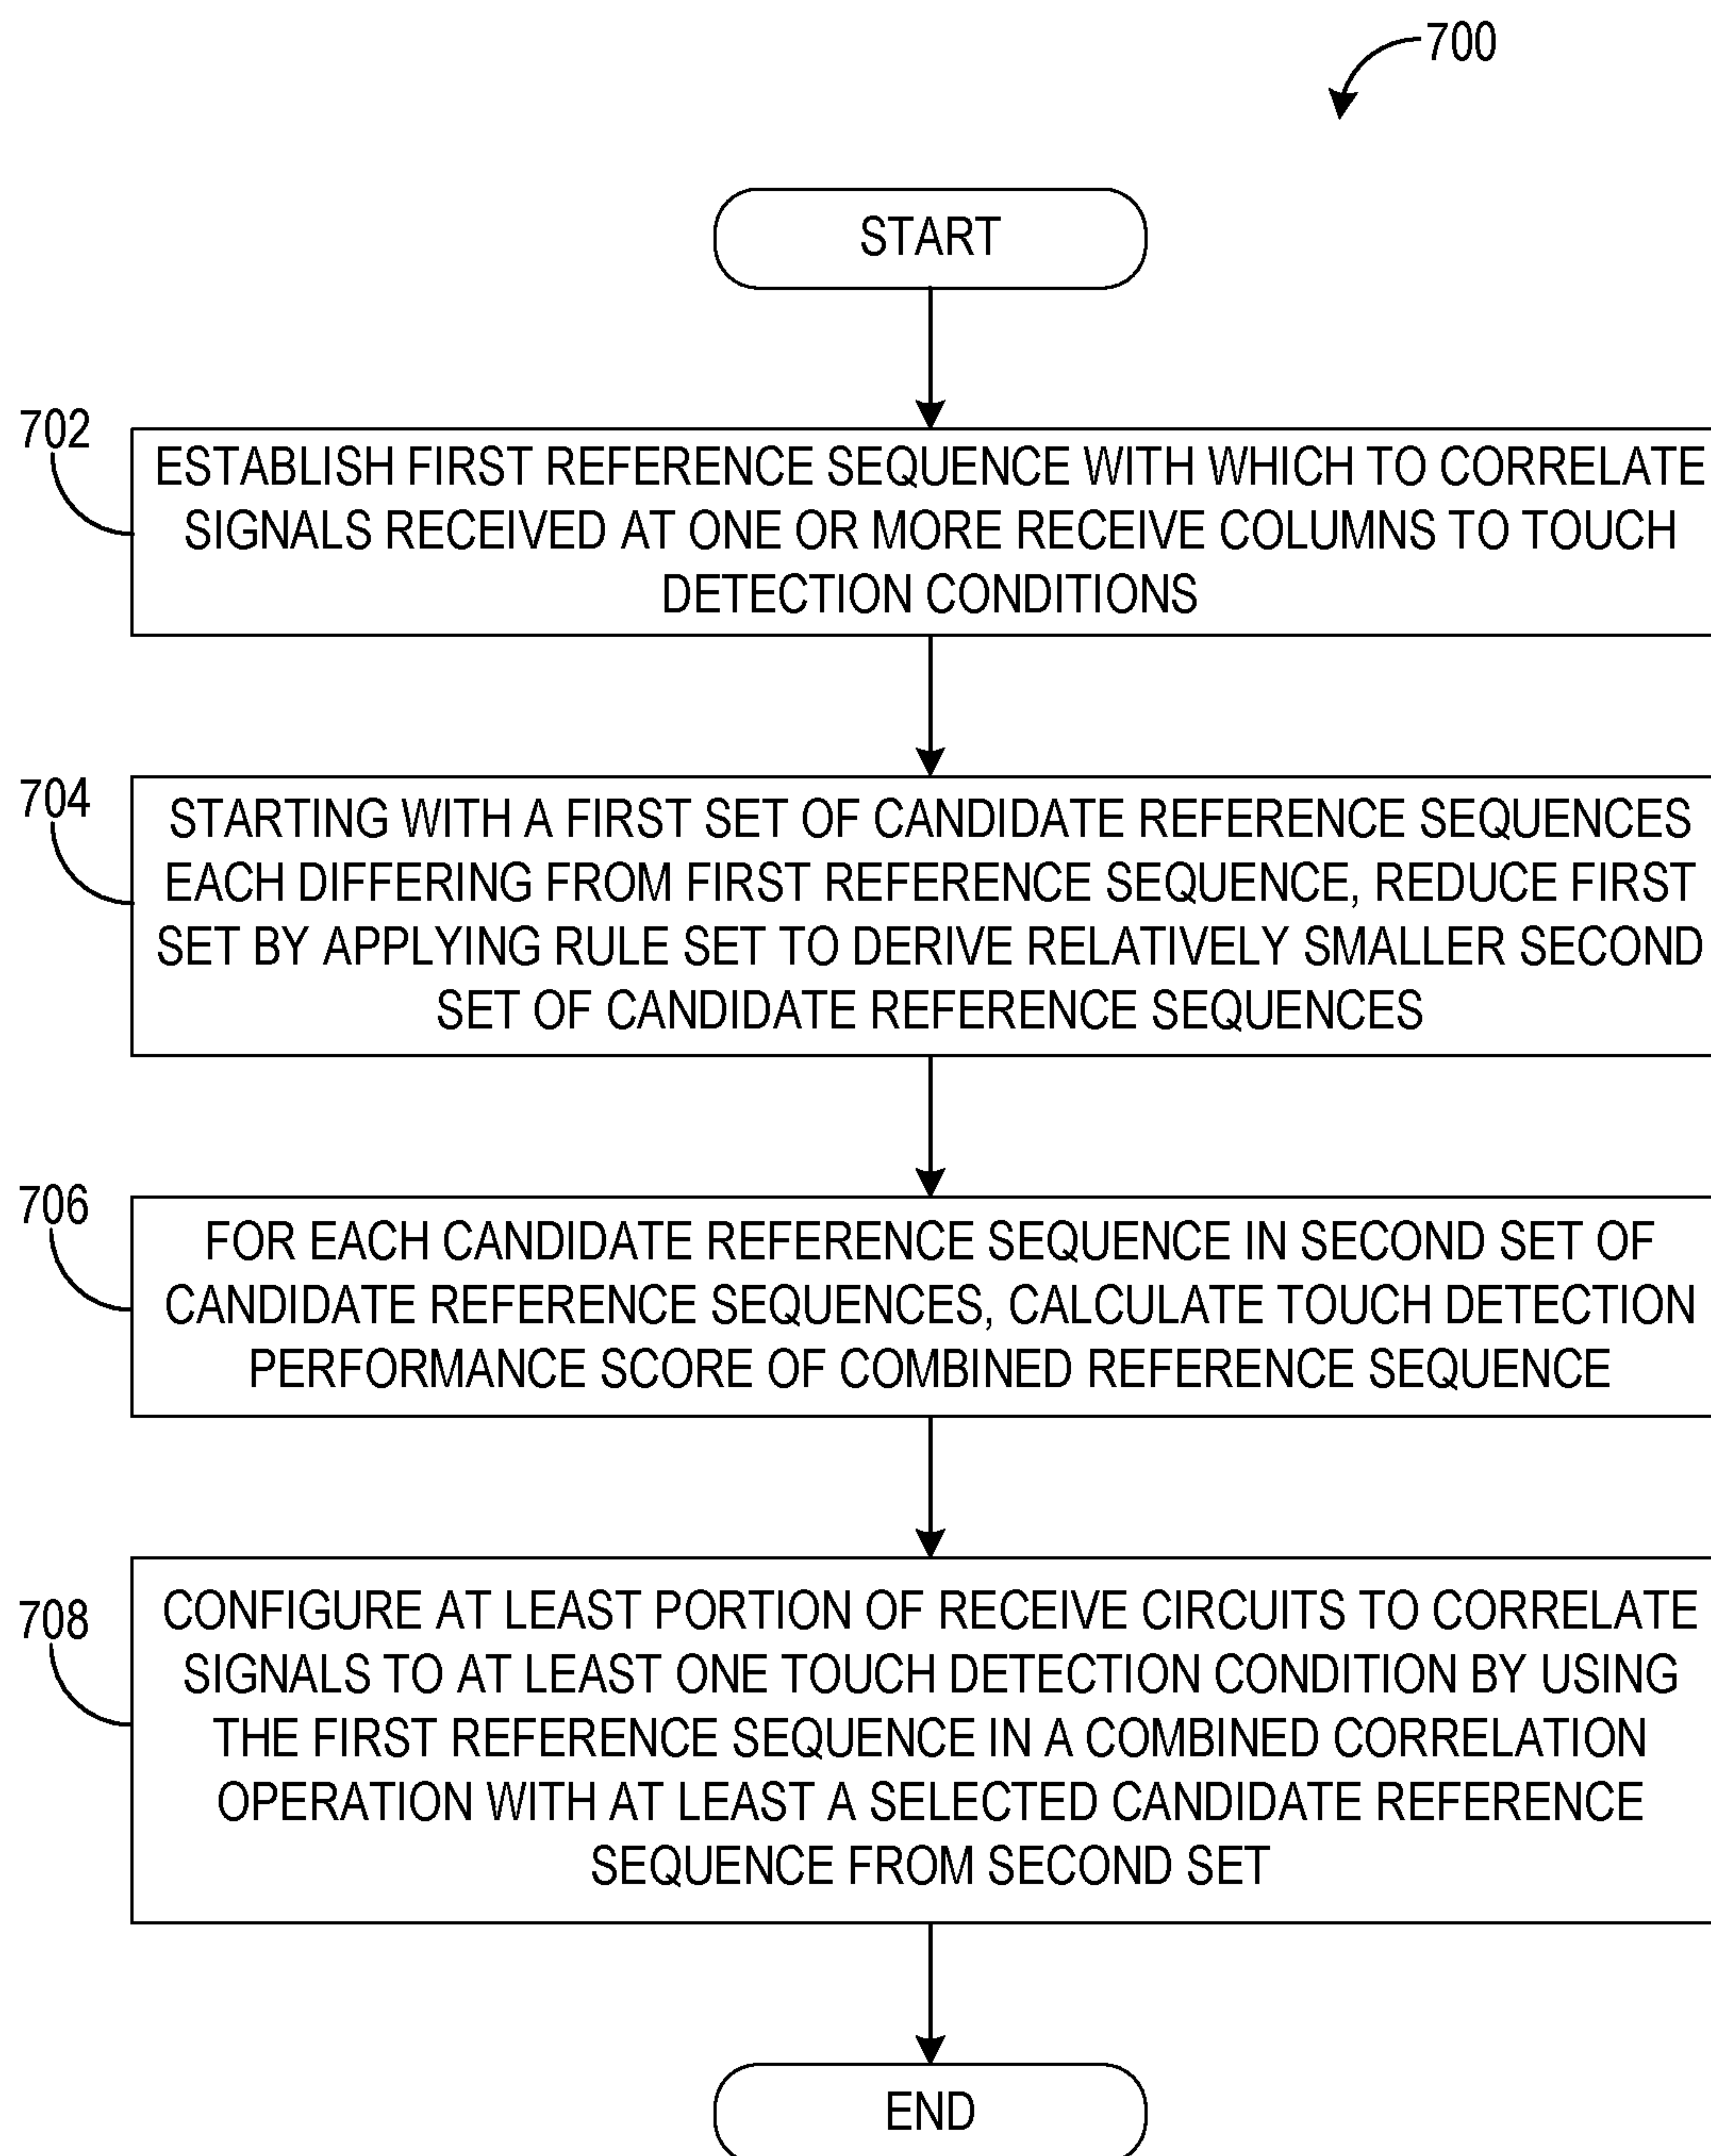 700
START
702
ESTABLISH FIRST REFERENCE SEQUENCE WITH WHICH TO CORRELATE
SIGNALS RECEIVED AT ONE OR MORE RECEIVE COLUMNS TO TOUCH
DETECTION CONDITIONS
704
STARTING WITH A FIRST SET OF CANDIDATE REFERENCE SEQUENCES
EACH DIFFERING FROM FIRST REFERENCE SEQUENCE, REDUCE FIRST
SET BY APPLYING RULE SET TO DERIVE RELATIVELY SMALLER SECOND
SET OF CANDIDATE REFERENCE SEQUENCES
706
FOR EACH CANDIDATE REFERENCE SEQUENCE IN SECOND SET OF
CANDIDATE REFERENCE SEQUENCES, CALCULATE TOUCH DETECTION
PERFORMANCE SCORE OF COMBINED REFERENCE SEQUENCE
708
CONFIGURE AT LEAST PORTION OF RECEIVE CIRCUITS TO CORRELATE
SIGNALS TO AT LEAST ONE TOUCH DETECTION CONDITION BY USING
THE FIRST REFERENCE SEQUENCE IN A COMBINED CORRELATION
OPERATION WITH AT LEAST A SELECTED CANDIDATE REFERENCE
SEQUENCE FROM SECOND SET
END